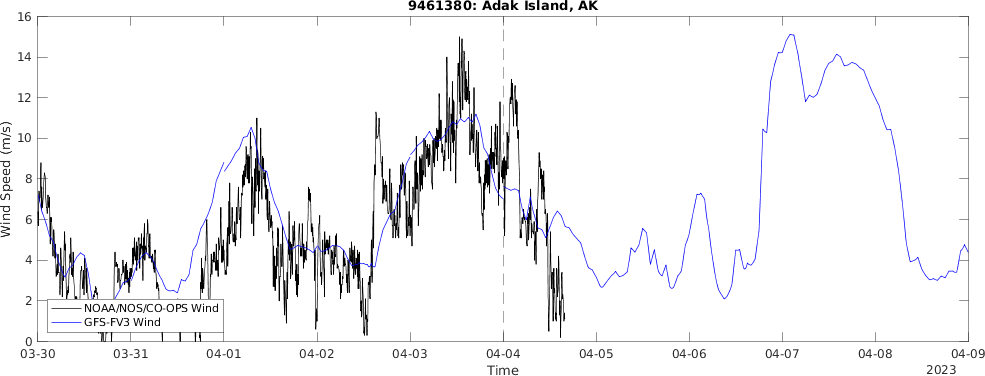 9461380: Adak Island, AK
Wind Speed (m/s)
16
14
12
10
8
6
4
2
0
NOAA/NOS/CO-OPS Wind
GFS-FV3 Wind
03-30 03-31 04-01 04-02 04-03 04-04 04-05 04-06 04-07 04-08 04-09
Time
2023